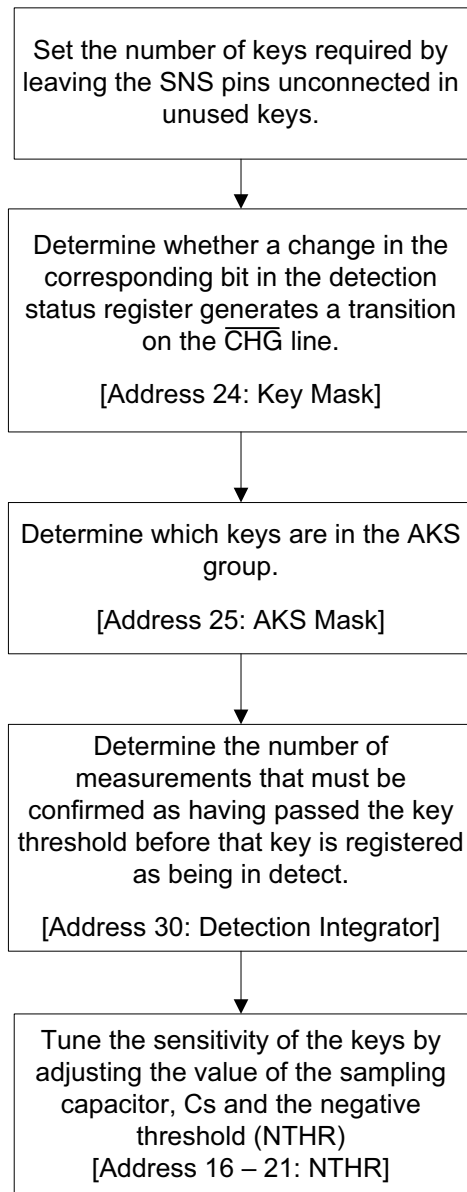 Set the number of keys required by
leaving the SNS pins unconnected in
unused keys.
Determine whether a change in the
corresponding bit in the detection
status register generates a transition
on the C̅H̅G̅ line.
[Address 24: Key Mask]
Determine which keys are in the AKS
group.
[Address 25: AKS Mask]
Determine the number of
measurements that must be
confirmed as having passed the key
threshold before that key is registered
as being in detect.
[Address 30: Detection Integrator]
Tune the sensitivity of the keys by
adjusting the value of the sampling
capacitor, Cs and the negative
threshold (NTHR)
[Address 16 – 21: NTHR]